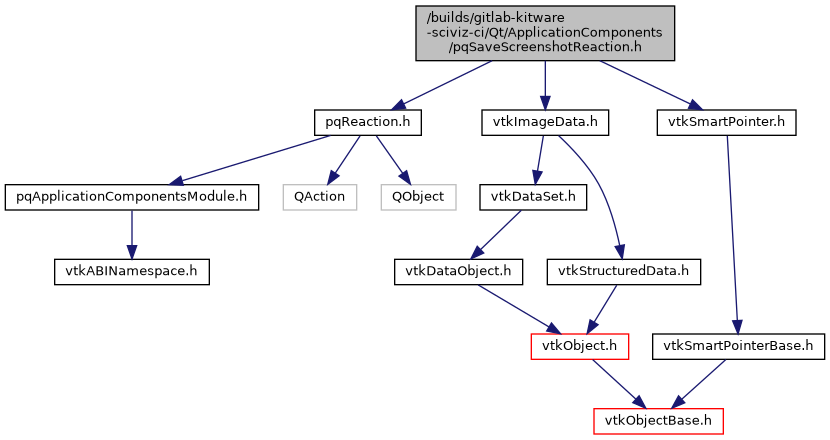 /builds/gitlab-kitware
-sciviz-ci/Qt/ApplicationComponents
/pqSaveScreenshotReaction.h
pqReaction.h
vtkImageData.h
vtkSmartPointer.h
pqApplicationComponentsModule.h
QAction
QObject
vtkDataSet.h
vtkABINamespace.h
vtkDataObject.h
vtkStructuredData.h
vtkObject.h
vtkSmartPointerBase.h
vtkObjectBase.h